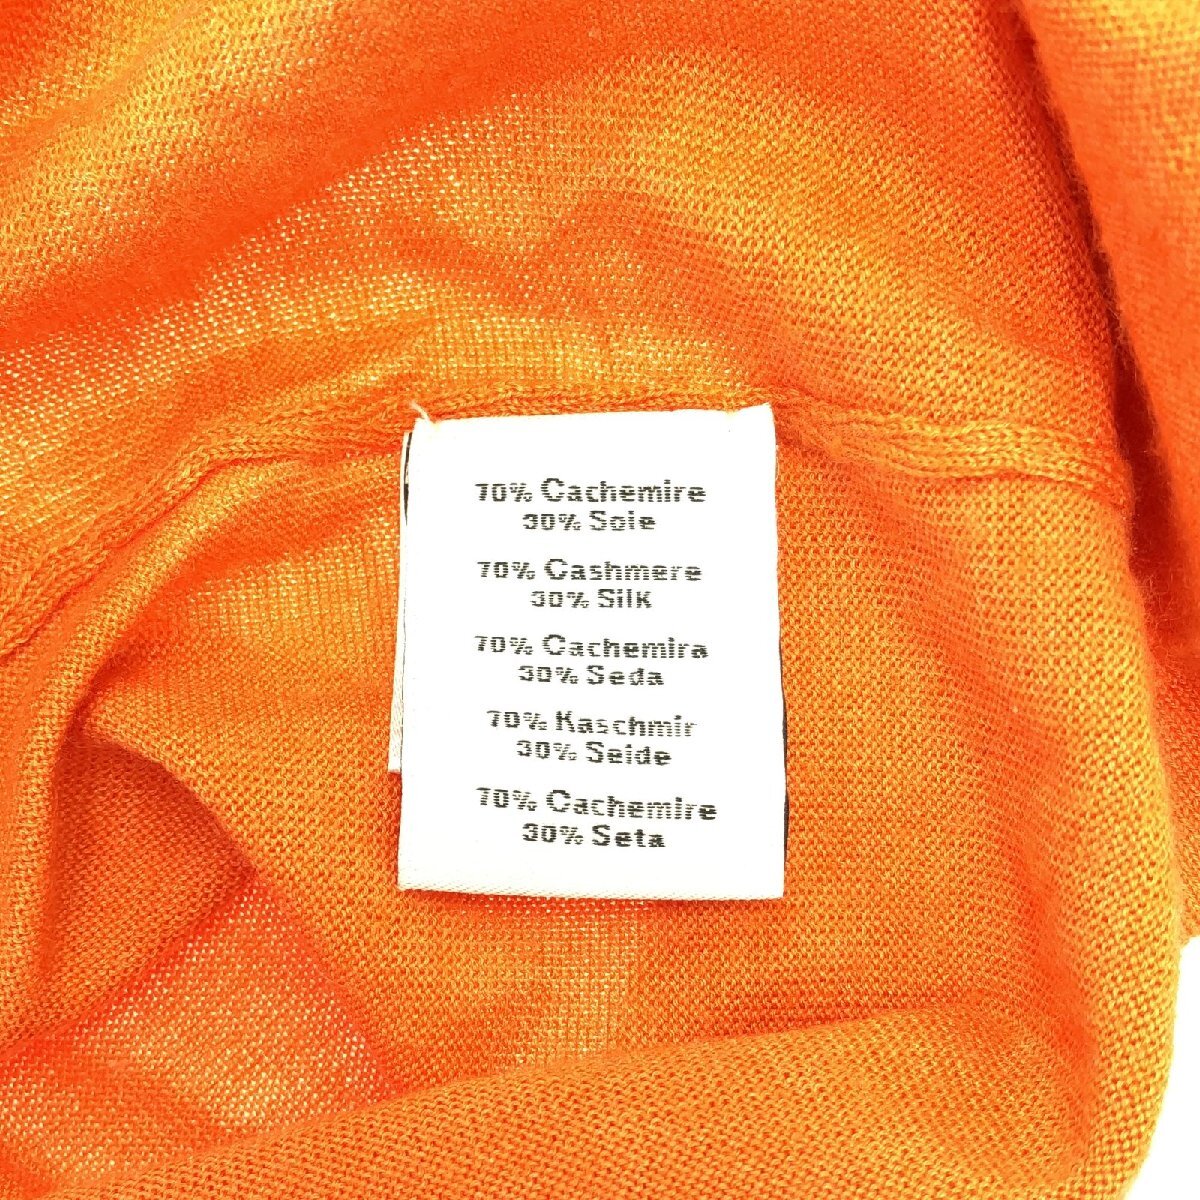 70% Cachemire
30% Soie
70% Cashmere
30% Silk
70% Cachemira
30% Seda
70% Kaschmir
30% Seide
70% Cachemire
30% Seta